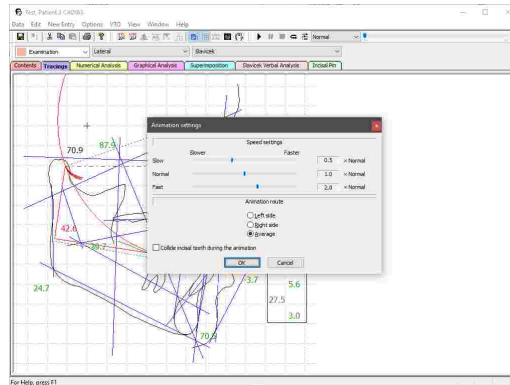 Test, Patient 2 CADIAS
Data Edit New Entry Options VTO View Window Help
Normal
Examination Lateral Slavicek
Contents Tracings Numerical Analysis Graphical Analysis Superimposition Slavicek Verbal Analysis Incisal Pin
Animation settings
Speed settings
Slower Faster
Slow 0.5 × Normal
Normal 1.0 × Normal
Fast 2.0 × Normal
Animation route
Left side
Right side
Average
Collide incisal tooth during the animation
OK Cancel
70.9
87.9
42.6
24.7
-3.7
5.6
27.5
3.0
For Help, press F1